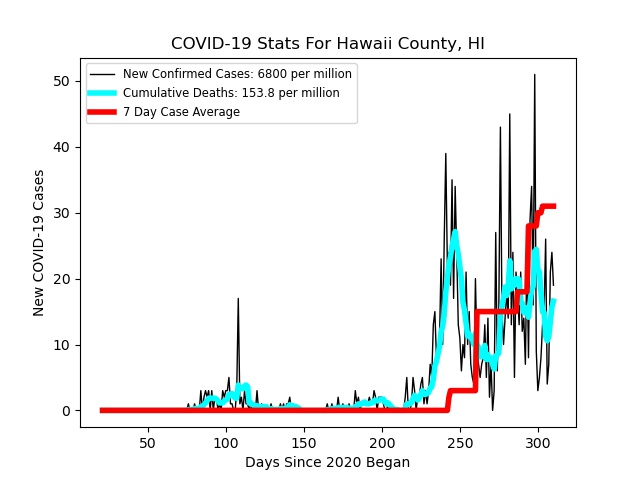 COVID-19 Stats For Hawaii County, HI
New Confirmed Cases: 6800 per million
Cumulative Deaths: 153.8 per million
7 Day Case Average
New COVID-19 Cases
50
40
30
20
10
0
50 100 150 200 250 300
Days Since 2020 Began